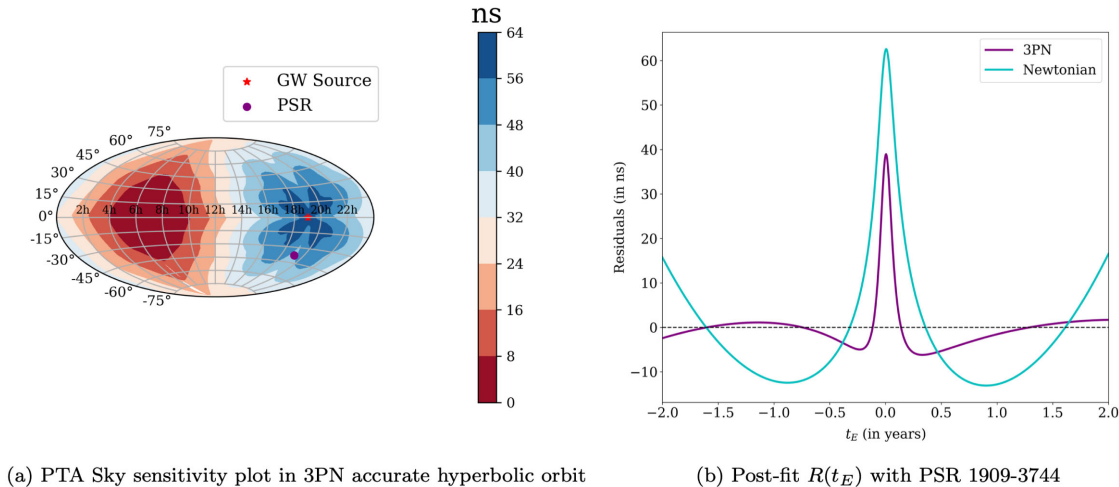 ns
GW Source
PSR
64
56
48
40
32
24
16
8
0
75°
60°
45°
30°
15°
0°
-15°
-30°
-45°
-60°
-75°
2h 4h 6h 8h 10h 12h 14h 16h 18h 20h 22h
(a) PTA Sky sensitivity plot in 3PN accurate hyperbolic orbit
3PN
Newtonian
Residuals (in ns)
60
50
40
30
20
10
0
−10
−2.0 −1.5 −1.0 −0.5 0.0 0.5 1.0 1.5 2.0
t_E (in years)
(b) Post-fit R(t_E) with PSR 1909-3744